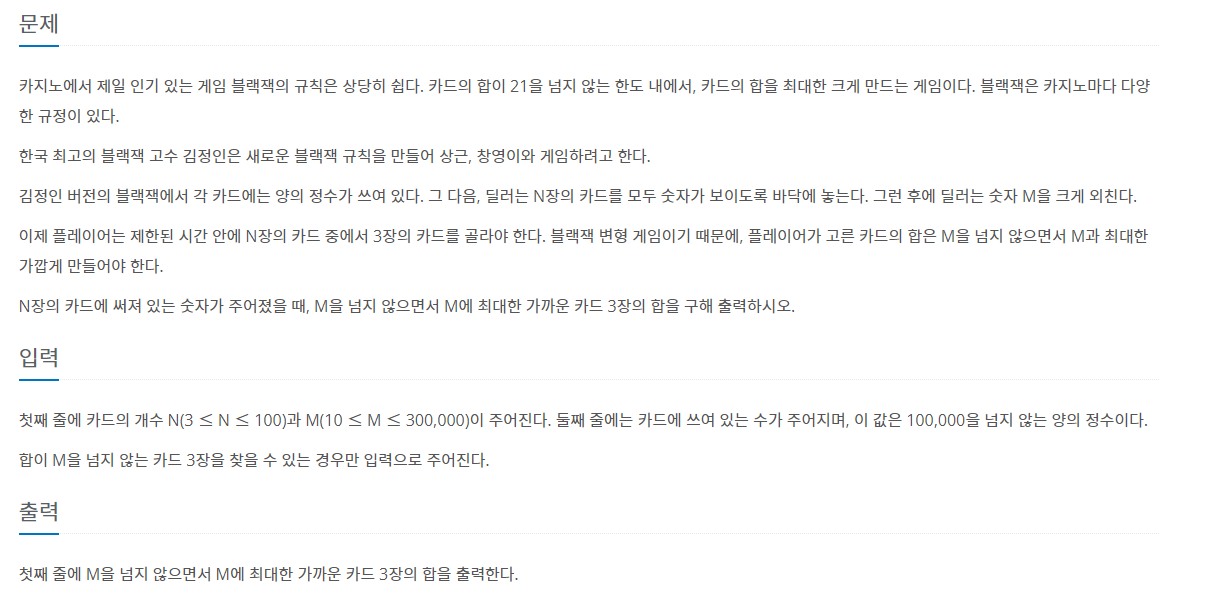 문제
카지노에서 제일 인기 있는 게임 블랙잭의 규칙은 상당히 쉽다. 카드의 합이 21을 넘지 않는 한도 내에서, 카드의 합을 최대한 크게 만드는 게임이다. 블랙잭은 카지노마다 다양
한 규정이 있다.
한국 최고의 블랙잭 고수 김정인은 새로운 블랙잭 규칙을 만들어 상근, 창영이와 게임하려고 한다.
김정인 버전의 블랙잭에서 각 카드에는 양의 정수가 쓰여 있다. 그 다음, 딜러는 N장의 카드를 모두 숫자가 보이도록 바닥에 놓는다. 그런 후에 딜러는 숫자 M을 크게 외친다.
이제 플레이어는 제한된 시간 안에 N장의 카드 중에서 3장의 카드를 골라야 한다. 블랙잭 변형 게임이기 때문에, 플레이어가 고른 카드의 합은 M을 넘지 않으면서 M과 최대한
가깝게 만들어야 한다.
N장의 카드에 써져 있는 숫자가 주어졌을 때, M을 넘지 않으면서 M에 최대한 가까운 카드 3장의 합을 구해 출력하시오.
입력
첫째 줄에 카드의 개수 N(3 ≤ N ≤ 100)과 M(10 ≤ M ≤ 300,000)이 주어진다. 둘째 줄에는 카드에 쓰여 있는 수가 주어지며, 이 값은 100,000을 넘지 않는 양의 정수이다.
합이 M을 넘지 않는 카드 3장을 찾을 수 있는 경우만 입력으로 주어진다.
출력
첫째 줄에 M을 넘지 않으면서 M에 최대한 가까운 카드 3장의 합을 출력한다.